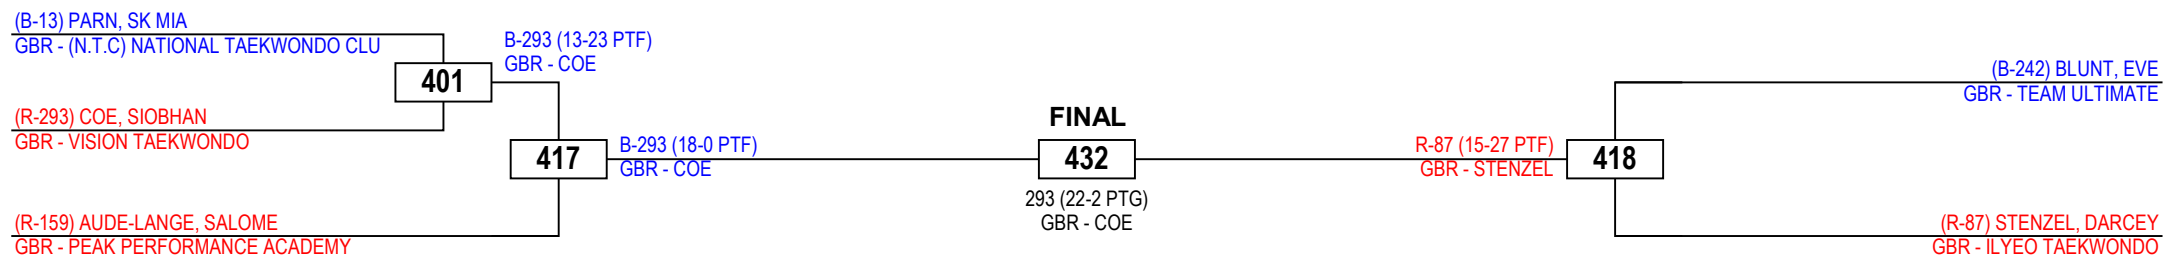 (B-13) PARN, SK MIA
GBR - (N.T.C) NATIONAL TAEKWONDO CLU
B-293 (13-23 PTF)
GBR - COE
401
(R-293) COE, SIOBHAN
GBR - VISION TAEKWONDO
417
B-293 (18-0 PTF)
GBR - COE
(R-159) AUDE-LANGE, SALOME
GBR - PEAK PERFORMANCE ACADEMY
FINAL
432
293 (22-2 PTG)
GBR - COE
R-87 (15-27 PTF)
GBR - STENZEL
418
(B-242) BLUNT, EVE
GBR - TEAM ULTIMATE
(R-87) STENZEL, DARCEY
GBR - ILYEO TAEKWONDO